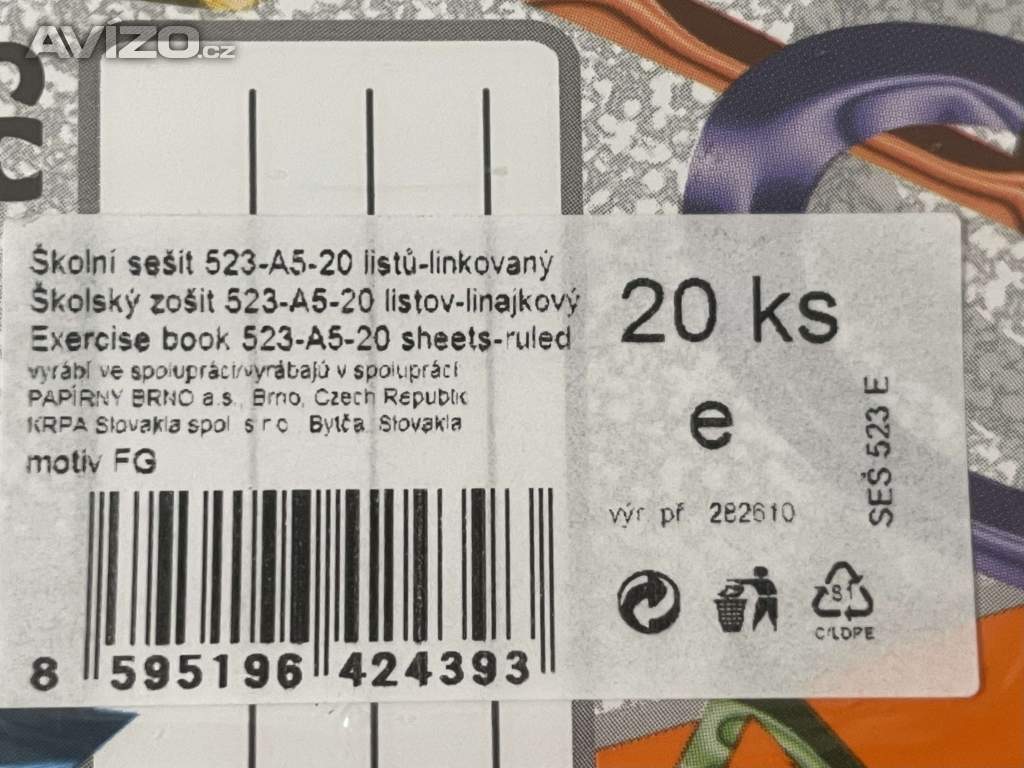 AVIZO.cz
Školní sešit 523-A5-20 listů-linkovaný
Školský zošit 523-A5-20 listov-linajkový
Exercise book 523-A5-20 sheets-ruled
vyrábí ve spolupráci/vyrábajú v spolupráci
PAPÍRNY BRNO a.s., Brno, Czech Republic
KRPA Slovakia spol. s r.o. Bytča, Slovakia
motiv FG
8 595196 424393
20 ks
e
výr. př. 282610
SEŠ 523 E
81
C/LDPE